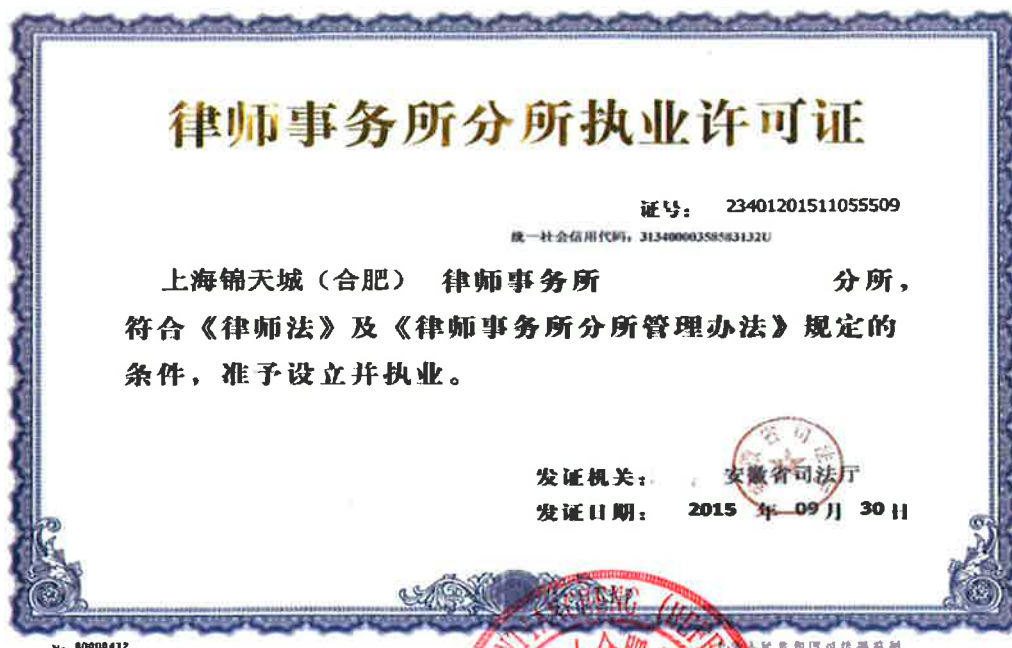 律师事务所分所执业许可证
证号： 23401201511055509
统一社会信用代码：31340000358583132U
上海锦天城（合肥） 律师事务所 分所，
符合《律师法》及《律师事务所分所管理办法》规定的
条件，准予设立并执业。
发证机关： 安徽省司法厅
发证日期： 2015 年 09 月 30 日